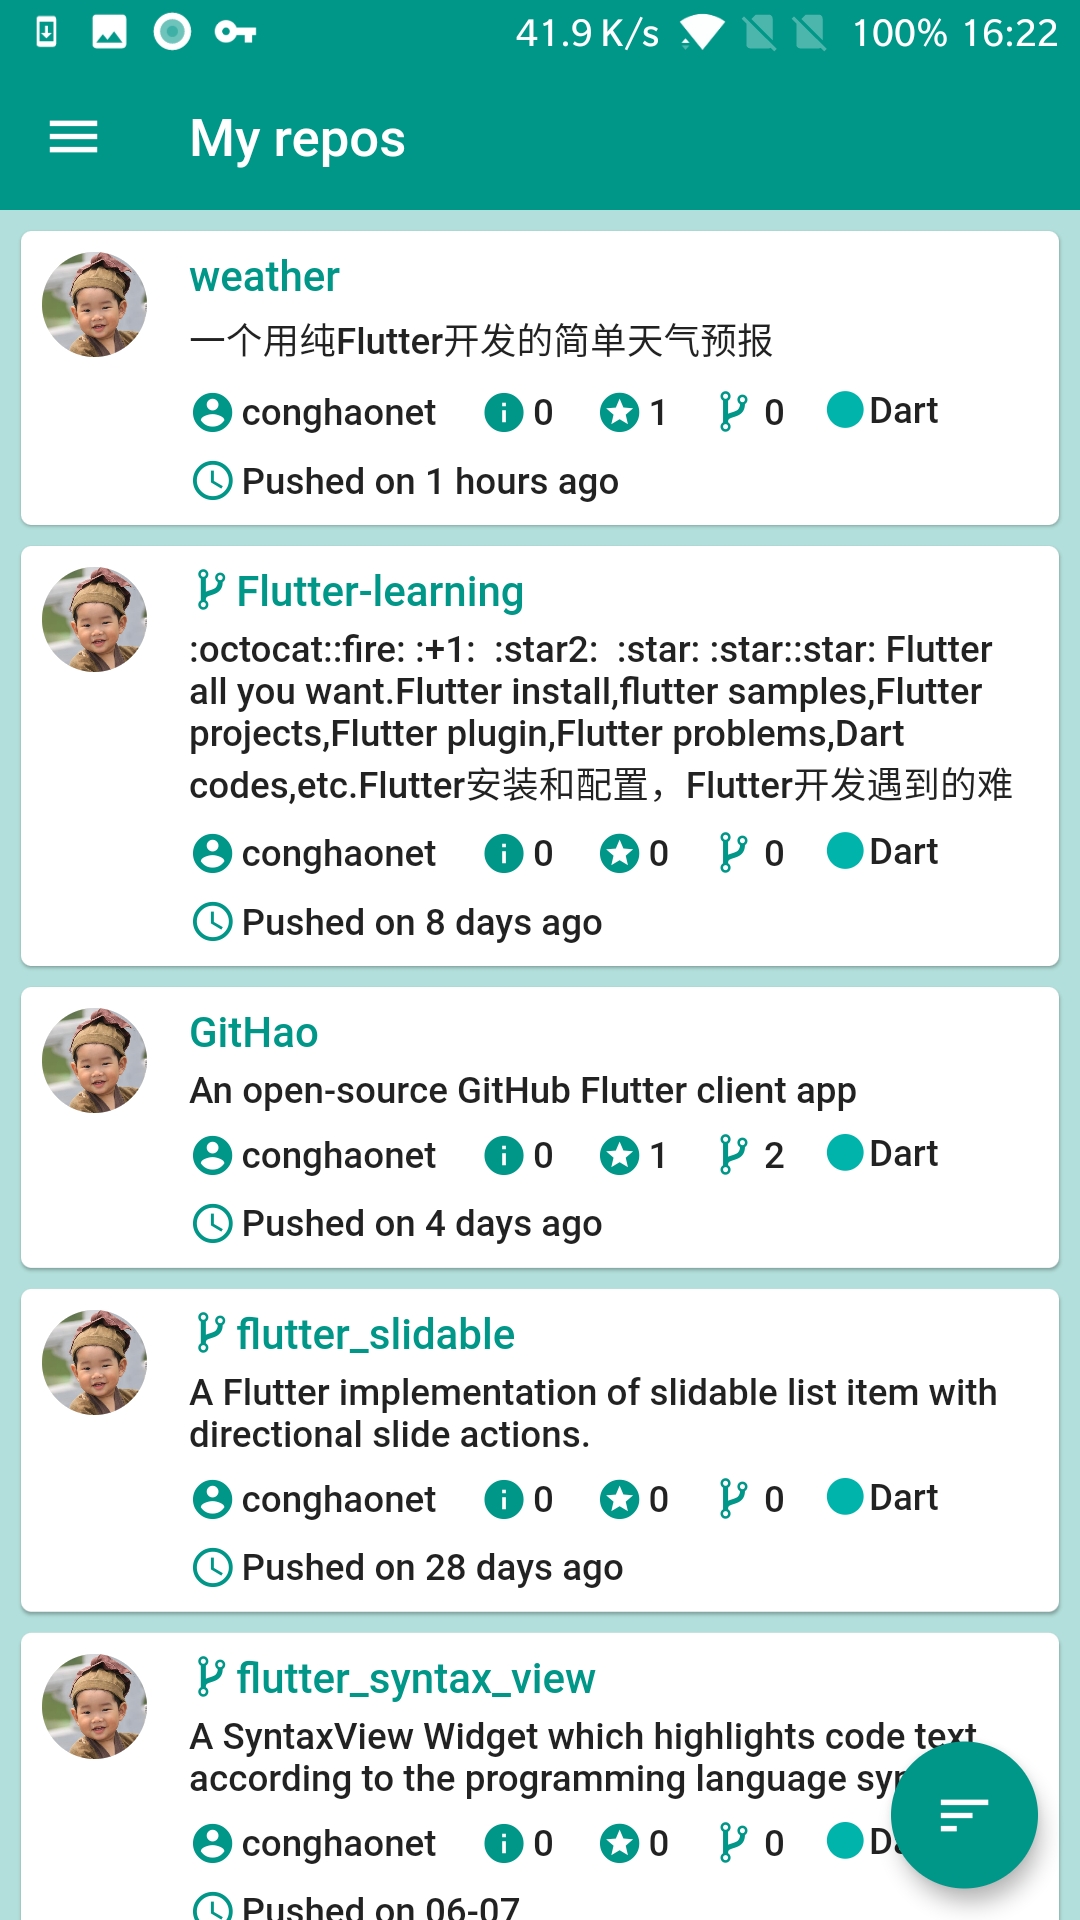 41.9 K/s 100% 16:22
My repos
weather
一个用纯Flutter开发的简单天气预报
conghaonet 0 1 0 Dart
Pushed on 1 hours ago
Flutter-learning
:octocat::fire: :+1: :star2: :star: :star::star: Flutter
all you want.Flutter install,flutter samples,Flutter
projects,Flutter plugin,Flutter problems,Dart
codes,etc.Flutter安装和配置，Flutter开发遇到的难
conghaonet 0 0 0 Dart
Pushed on 8 days ago
GitHao
An open-source GitHub Flutter client app
conghaonet 0 1 2 Dart
Pushed on 4 days ago
flutter_slidable
A Flutter implementation of slidable list item with
directional slide actions.
conghaonet 0 0 0 Dart
Pushed on 28 days ago
flutter_syntax_view
A SyntaxView Widget which highlights code text
according to the programming language
conghaonet 0 0 0
Pushed on 06-07